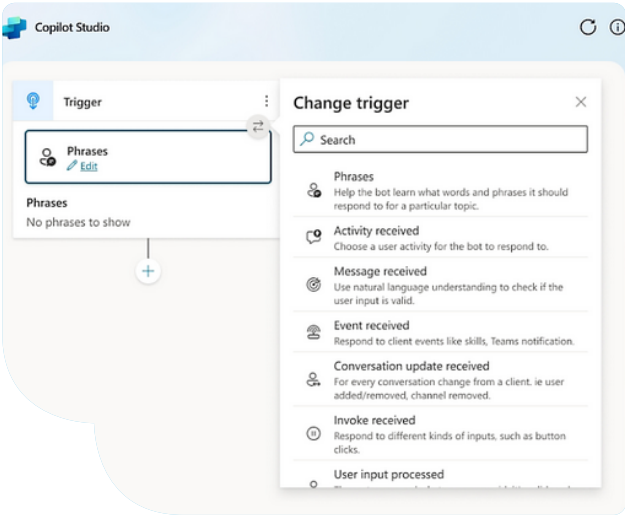 Copilot Studio
Trigger
Phrases
Edit
Phrases
No phrases to show
Change trigger
Search
Phrases
Help the bot learn what words and phrases it should
respond to for a particular topic.
Activity received
Choose a user activity for the bot to respond to.
Message received
Use natural language understanding to check if the
user input is valid.
Event received
Respond to client events like skills, Teams notification.
Conversation update received
For every conversation change from a client. ie user
added/removed, channel removed.
Invoke received
Respond to different kinds of inputs, such as button
clicks.
User input processed